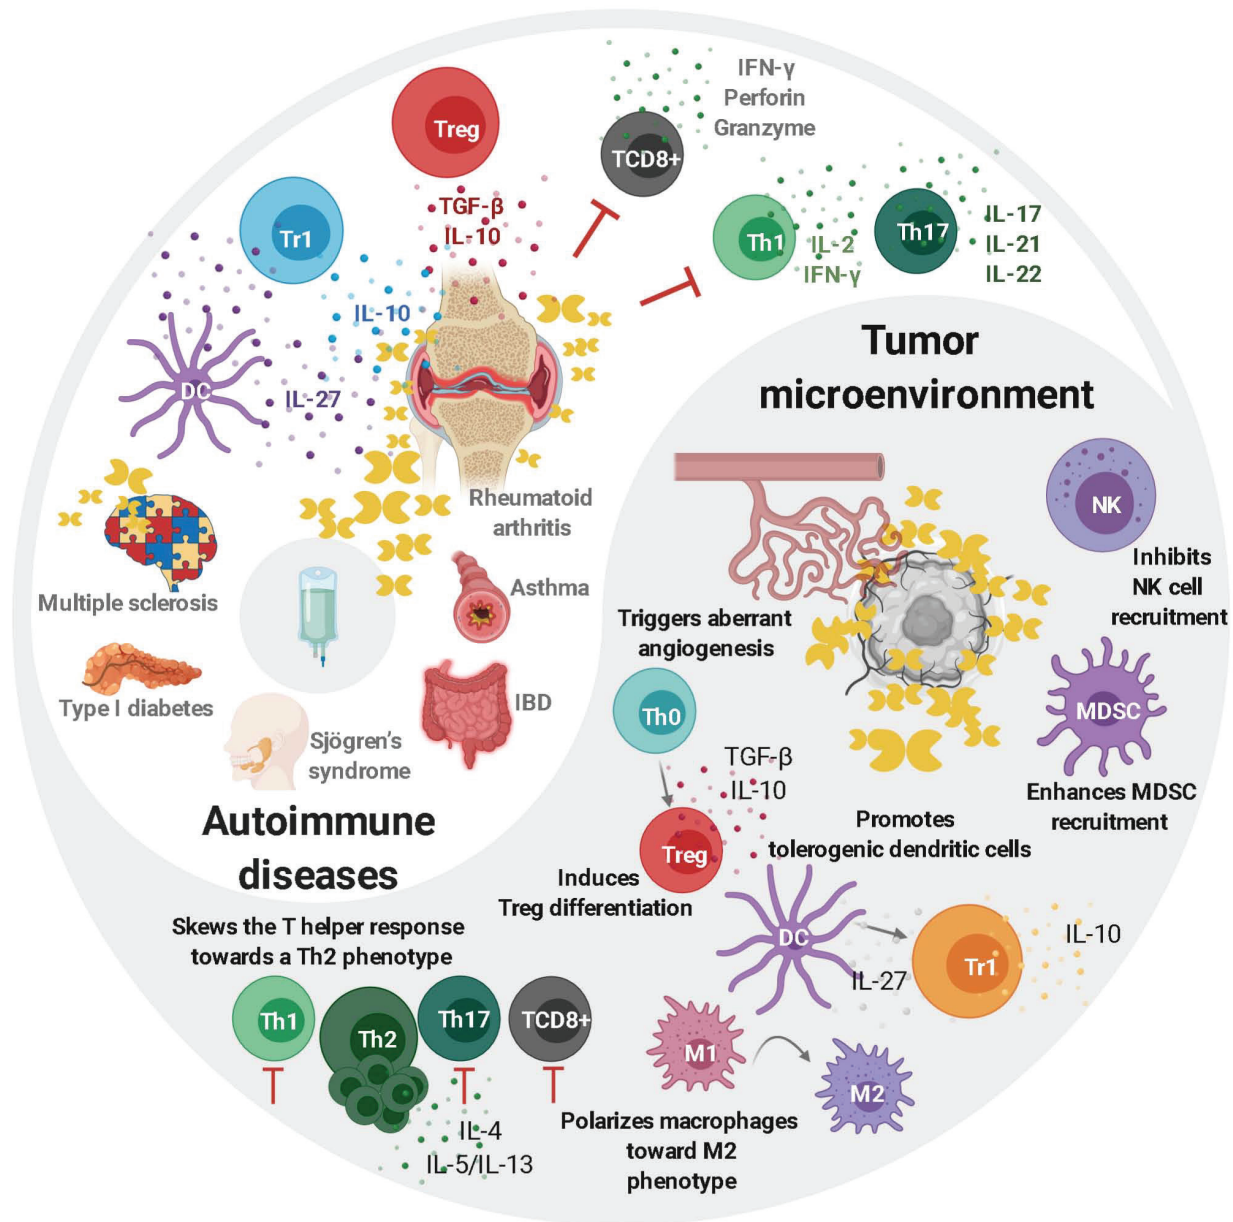 IFN-γ
Perforin
Granzyme
TCD8+
Treg
TGF-β
IL-10
Tr1
IL-10
Th1
IL-2
IFN-γ
Th17
IL-17
IL-21
IL-22
DC
IL-27
Rheumatoid
arthritis
Multiple sclerosis
Asthma
Type I diabetes
IBD
Sjögren's
syndrome
Autoimmune
diseases
Tumor
microenvironment
NK
Inhibits
NK cell
recruitment
Triggers aberrant
angiogenesis
MDSC
Enhances MDSC
recruitment
Th0
TGF-β
IL-10
Treg
Induces
Treg differentiation
Promotes
tolerogenic dendritic cells
DC
IL-27
Tr1
IL-10
Skews the T helper response
towards a Th2 phenotype
Th1
Th2
Th17
TCD8+
IL-4
IL-5/IL-13
M1
M2
Polarizes macrophages
toward M2
phenotype